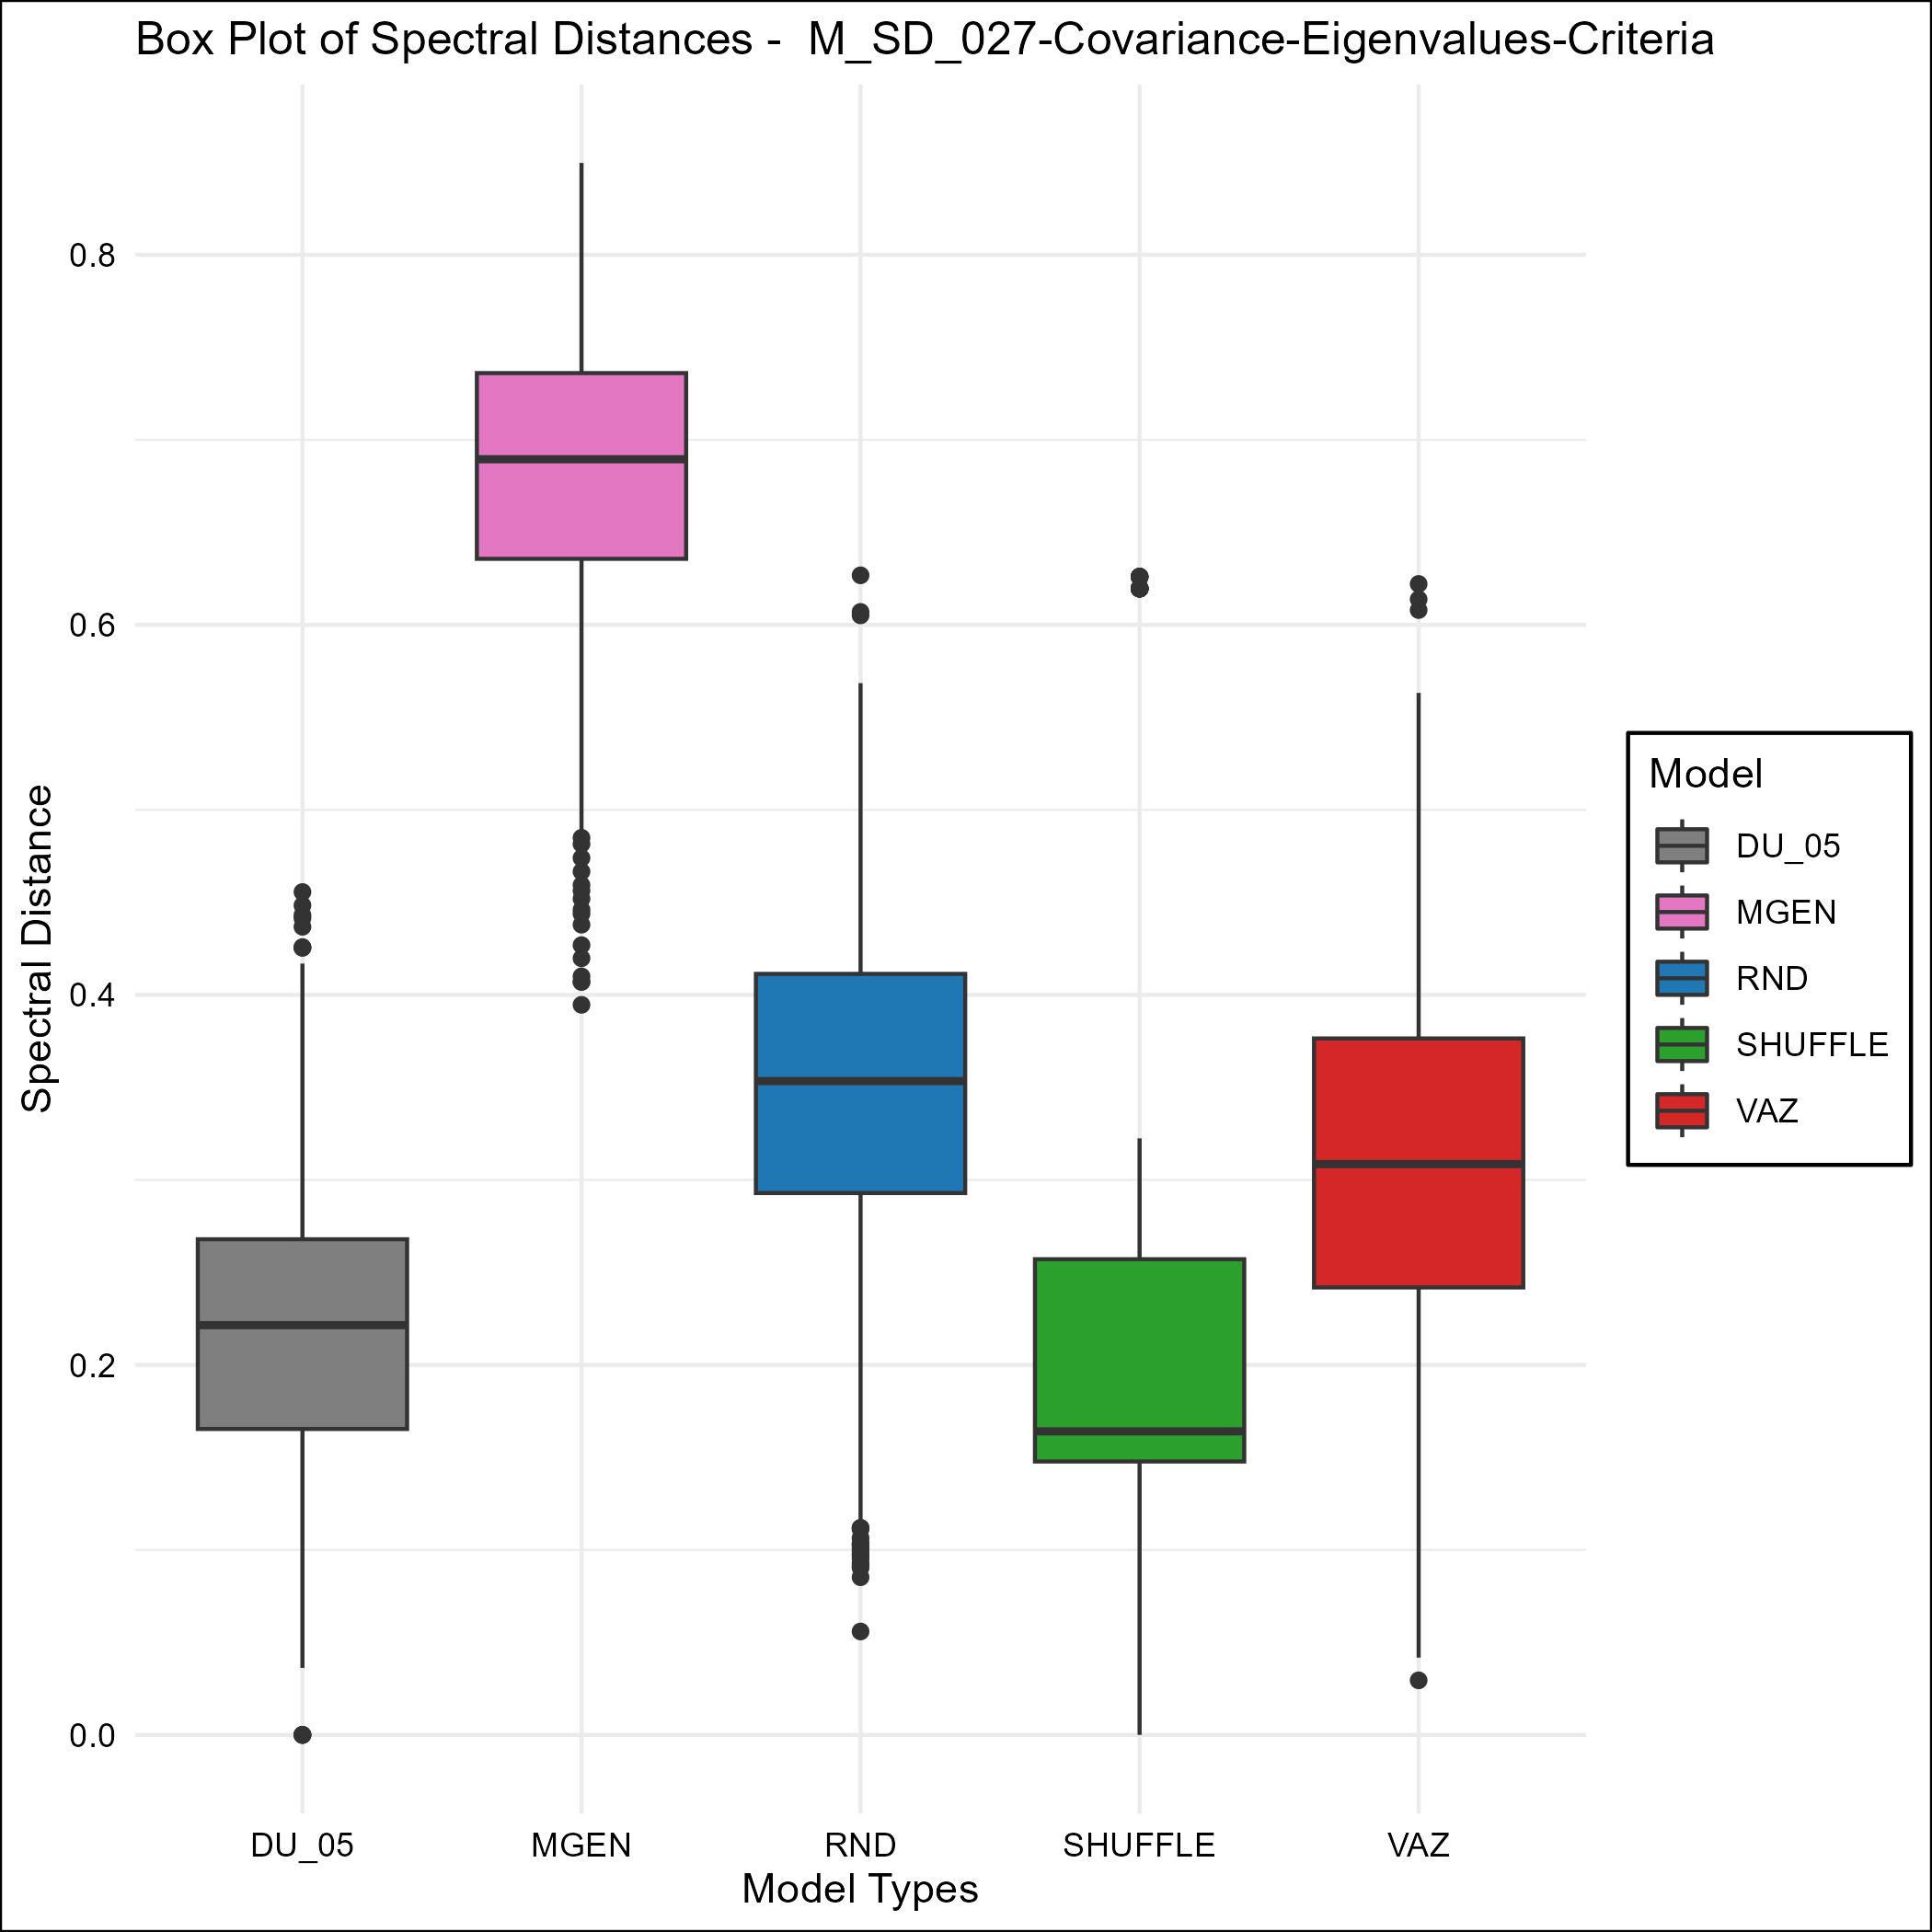 Box Plot of Spectral Distances -  M_SD_027-Covariance-Eigenvalues-Criteria
Spectral Distance
0.8
0.6
0.4
0.2
0.0
DU_05
MGEN
RND
SHUFFLE
VAZ
Model Types
Model
DU_05
MGEN
RND
SHUFFLE
VAZ